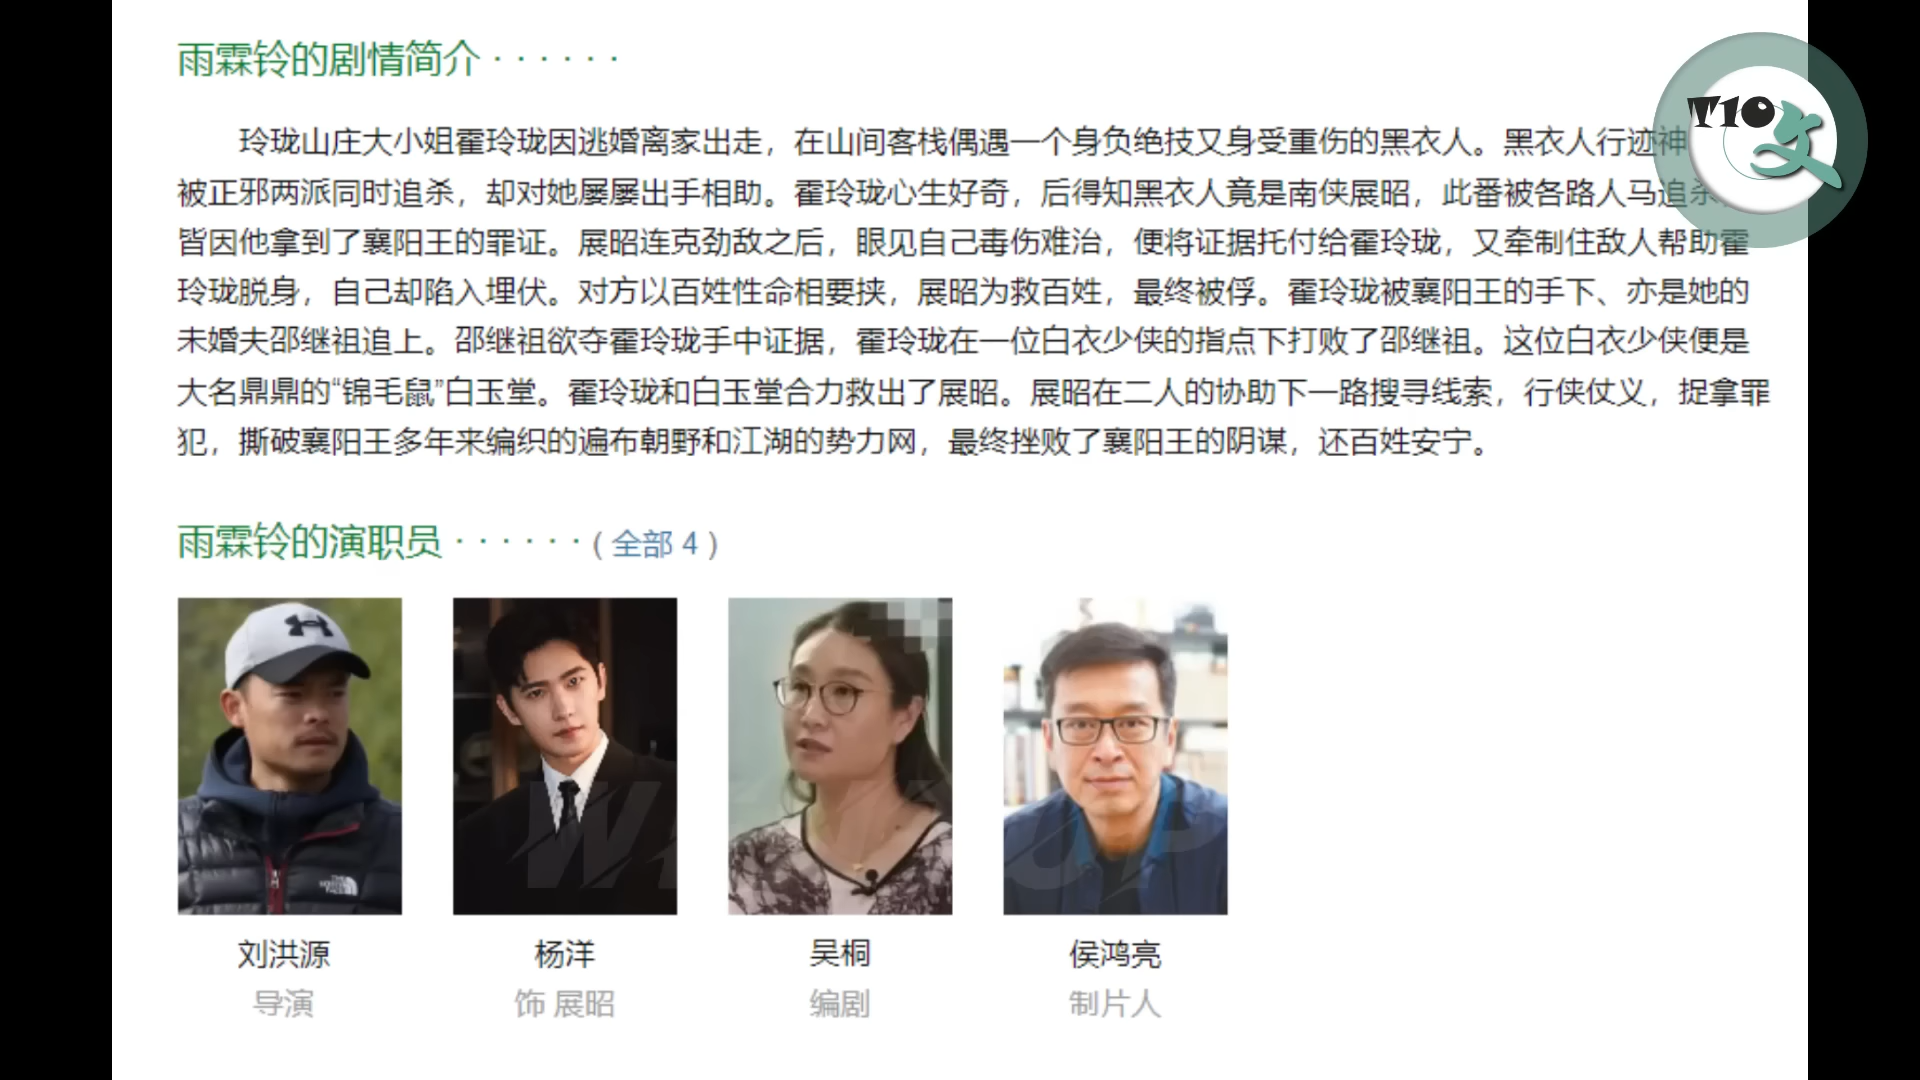 雨霖铃的剧情简介 · · · · · ·
T10文
玲珑山庄大小姐霍玲珑因逃婚离家出走，在山间客栈偶遇一个身负绝技又身受重伤的黑衣人。黑衣人行迹神
被正邪两派同时追杀，却对她屡屡出手相助。霍玲珑心生好奇，后得知黑衣人竟是南侠展昭，此番被各路人马追杀，
皆因他拿到了襄阳王的罪证。展昭连克劲敌之后，眼见自己毒伤难治，便将证据托付给霍玲珑，又牵制住敌人帮助霍
玲珑脱身，自己却陷入埋伏。对方以百姓性命相要挟，展昭为救百姓，最终被俘。霍玲珑被襄阳王的手下、亦是她的
未婚夫邵继祖追上。邵继祖欲夺霍玲珑手中证据，霍玲珑在一位白衣少侠的指点下打败了邵继祖。这位白衣少侠便是
大名鼎鼎的“锦毛鼠”白玉堂。霍玲珑和白玉堂合力救出了展昭。展昭在二人的协助下一路搜寻线索，行侠仗义，捉拿罪
犯，撕破襄阳王多年来编织的遍布朝野和江湖的势力网，最终挫败了襄阳王的阴谋，还百姓安宁。
雨霖铃的演职员 · · · · · · ( 全部 4 )
THE NORTH FACE
刘洪源 杨洋 吴桐 侯鸿亮
导演 饰 展昭 编剧 制片人